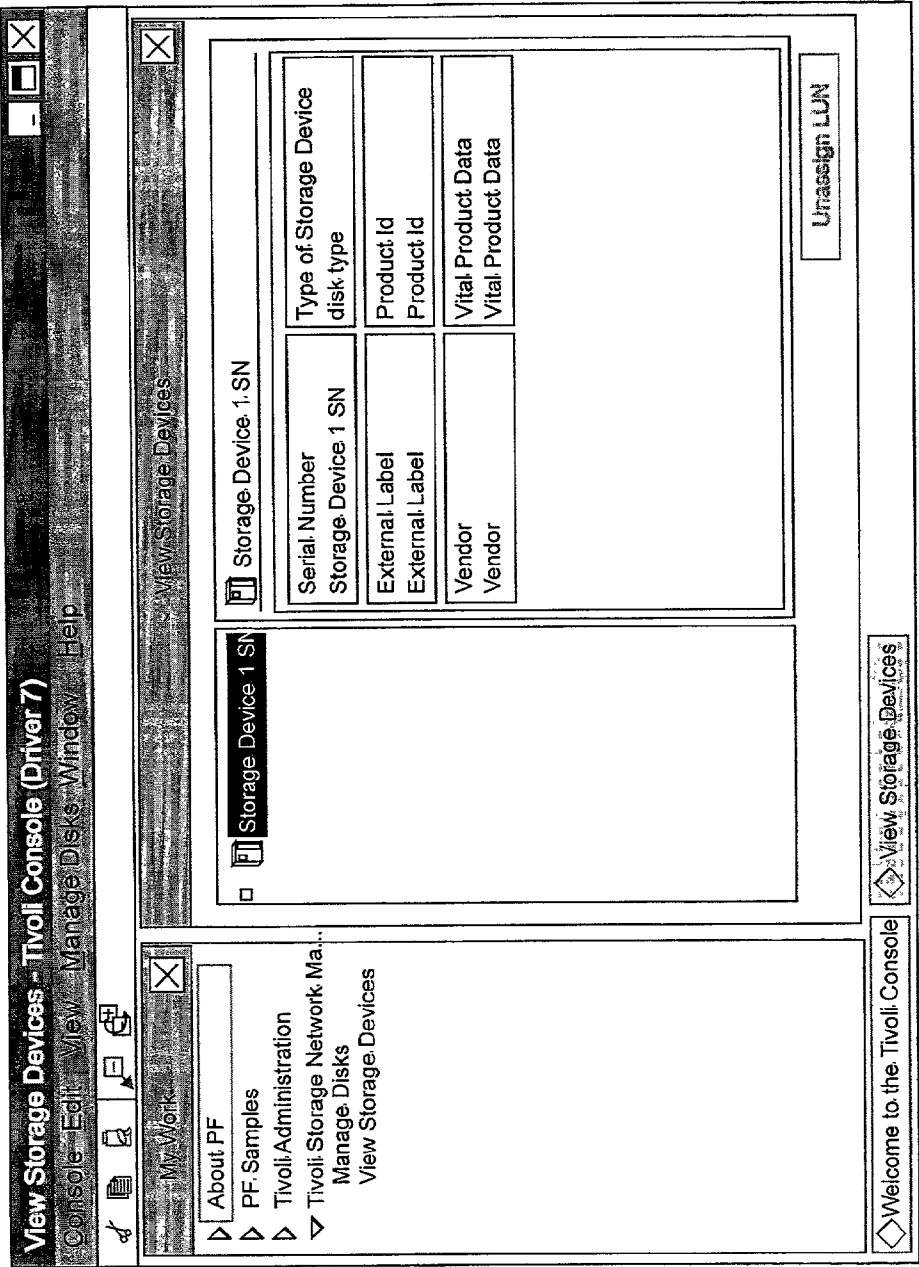 View Storage Devices - Tivoli Console (Driver 7)
Console Edit View Manage Disks Window Help
My Work
About PF
PF Samples
Tivoli Administration
Tivoli Storage Network Ma...
Manage Disks
View Storage Devices
View Storage Devices
Storage Device 1 SN
Storage Device 1 SN
Serial Number
Storage Device 1 SN
Type of Storage Device
disk type
External Label
External Label
Product Id
Product Id
Vendor
Vendor
Vital Product Data
Vital Product Data
Unassign LUN
Welcome to the Tivoli Console
View Storage Devices